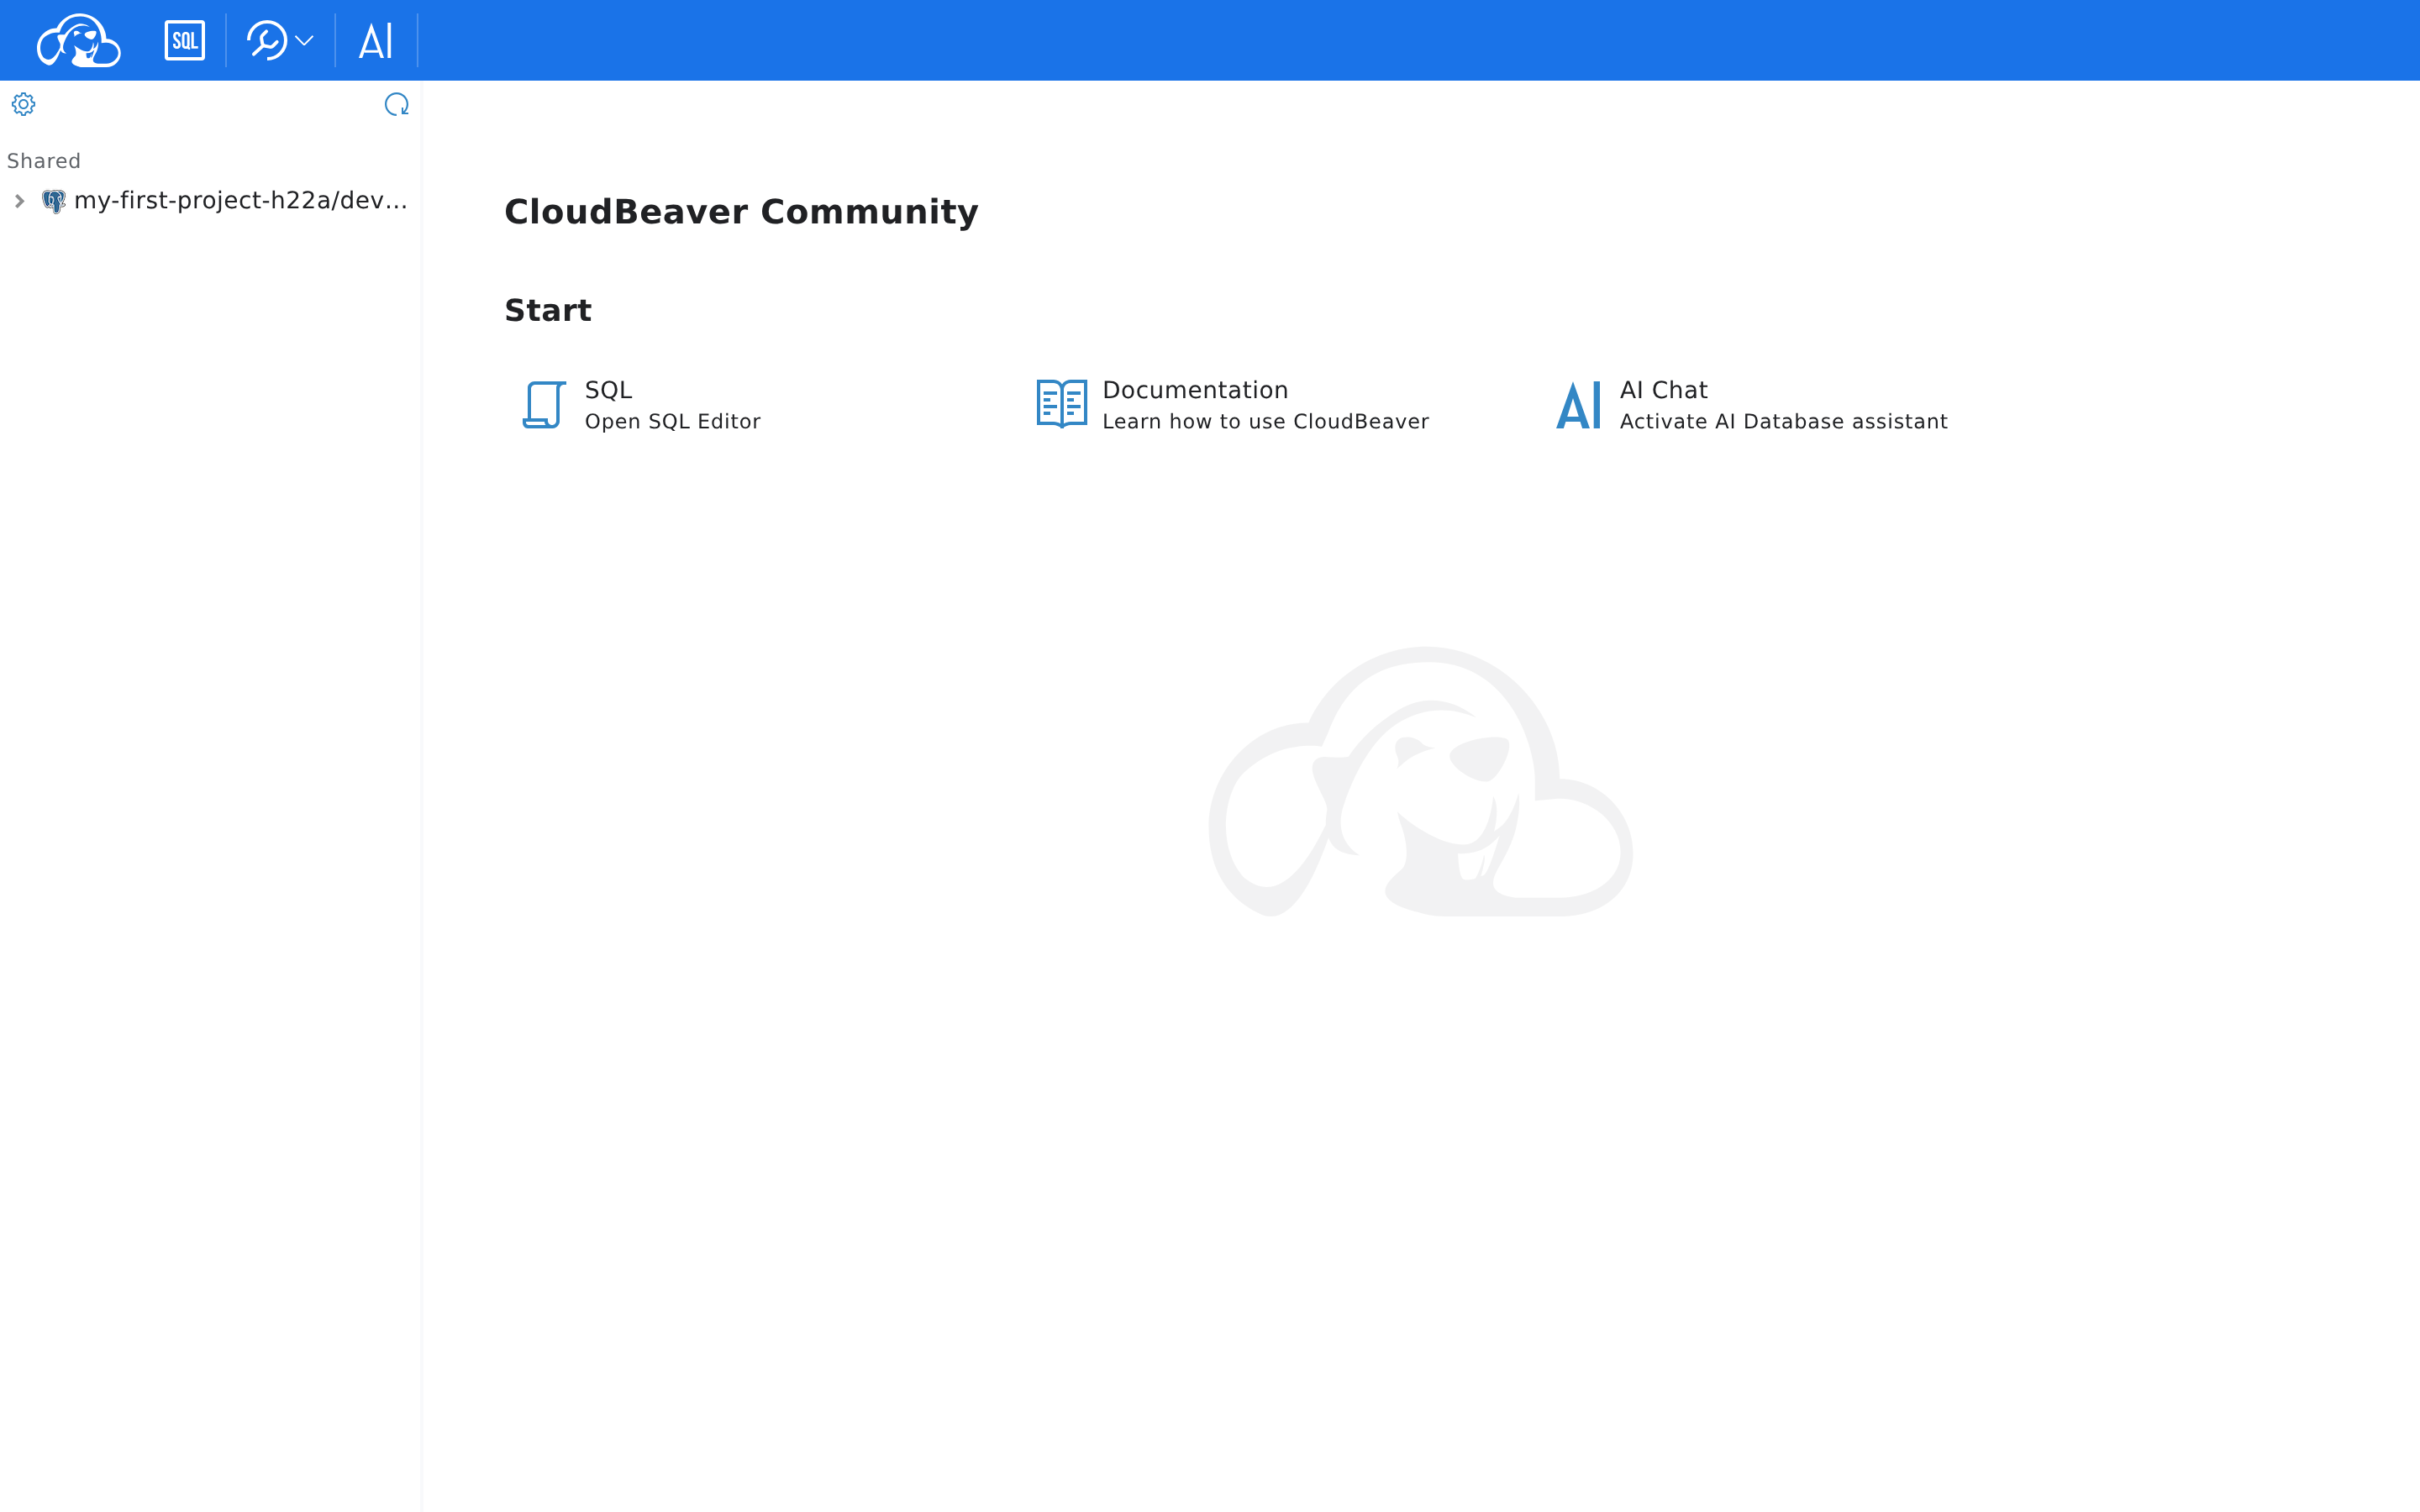 SQL
AI
Shared
my-first-project-h22a/dev...
CloudBeaver Community
Start
SQL
Open SQL Editor
Documentation
Learn how to use CloudBeaver
AI
AI Chat
Activate AI Database assistant